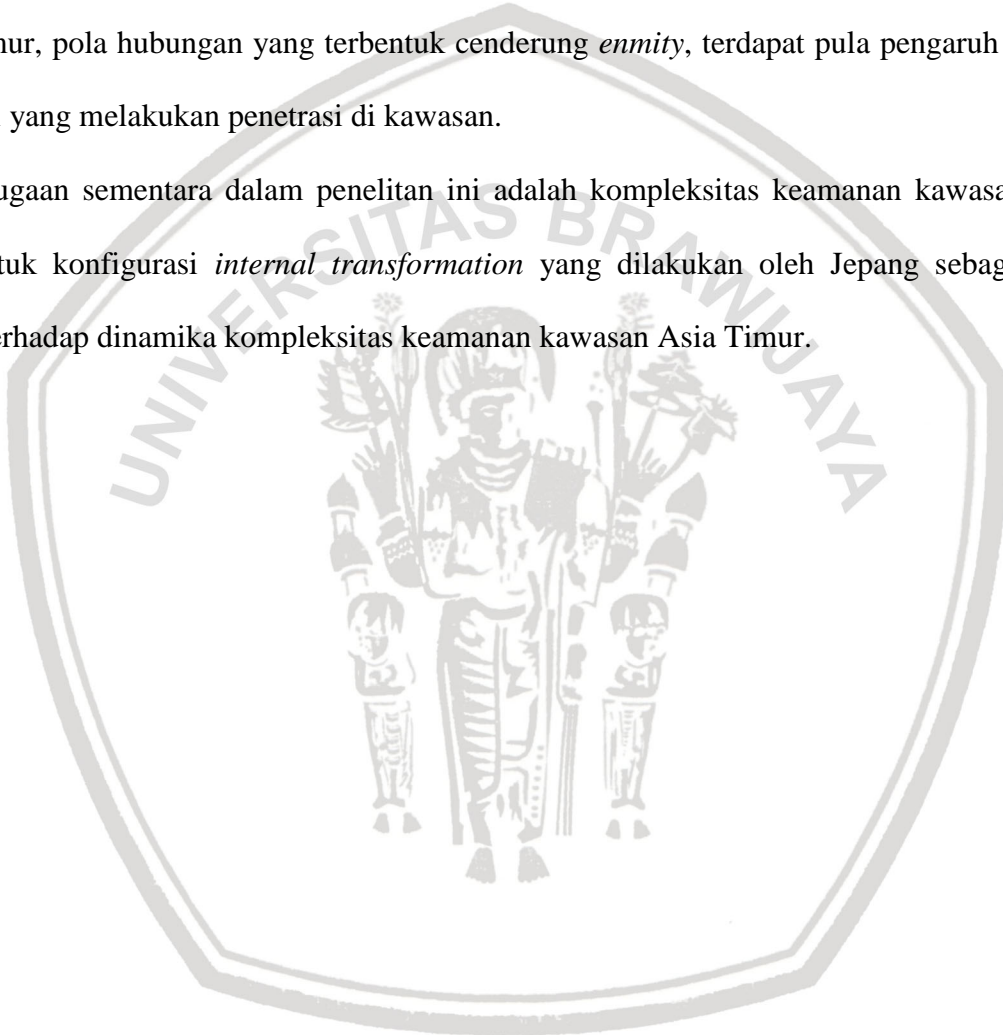 mur, pola hubungan yang terbentuk cenderung enmity, terdapat pula pengaruh
yang melakukan penetrasi di kawasan.
ugaan sementara dalam penelitan ini adalah kompleksitas keamanan kawasa
tuk konfigurasi internal transformation yang dilakukan oleh Jepang sebag
erhadap dinamika kompleksitas keamanan kawasan Asia Timur.
UNIVERSITAS BRAWIJAYA